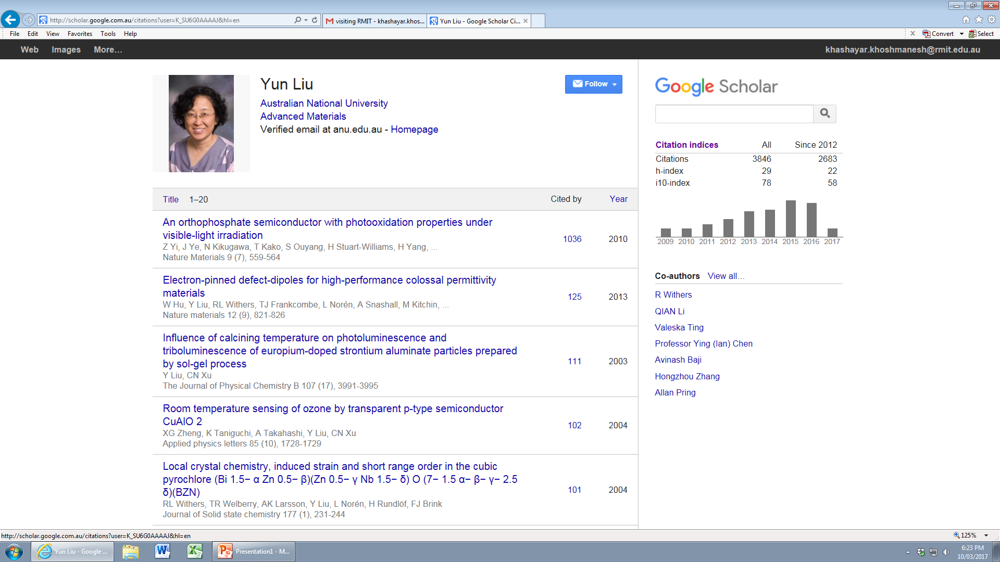 http://scholar.google.com.au/citations?user=K_SU6G0AAAAJ&hl=en
visiting RMIT - khashayar.khos...
Yun Liu - Google Scholar Ci...
File Edit View Favorites Tools Help
Convert Select
Web Images More…
khashayar.khoshmanesh@rmit.edu.au
Yun Liu
Australian National University
Advanced Materials
Verified email at anu.edu.au - Homepage
Follow
Title 1–20 Cited by Year
An orthophosphate semiconductor with photooxidation properties under
visible-light irradiation
Z Yi, J Ye, N Kikugawa, T Kako, S Ouyang, H Stuart-Williams, H Yang, ...
Nature Materials 9 (7), 559-564
1036 2010
Electron-pinned defect-dipoles for high-performance colossal permittivity
materials
W Hu, Y Liu, RL Withers, TJ Frankcombe, L Norén, A Snashall, M Kitchin, ...
Nature materials 12 (9), 821-826
125 2013
Influence of calcining temperature on photoluminescence and
triboluminescence of europium-doped strontium aluminate particles prepared
by sol-gel process
Y Liu, CN Xu
The Journal of Physical Chemistry B 107 (17), 3991-3995
111 2003
Room temperature sensing of ozone by transparent p-type semiconductor
CuAlO 2
XG Zheng, K Taniguchi, A Takahashi, Y Liu, CN Xu
Applied physics letters 85 (10), 1728-1729
102 2004
Local crystal chemistry, induced strain and short range order in the cubic
pyrochlore (Bi 1.5− α Zn 0.5− β)(Zn 0.5− γ Nb 1.5− δ) O (7− 1.5 α− β− γ− 2.5
δ)(BZN)
RL Withers, TR Welberry, AK Larsson, Y Liu, L Norén, H Rundlöf, FJ Brink
Journal of Solid state chemistry 177 (1), 231-244
101 2004
Google Scholar
Citation indices All Since 2012
Citations 3846 2683
h-index 29 22
i10-index 78 58
2009 2010 2011 2012 2013 2014 2015 2016 2017
Co-authors View all…
R Withers
QIAN Li
Valeska Ting
Professor Ying (Ian) Chen
Avinash Baji
Hongzhou Zhang
Allan Pring
http://scholar.google.com.au/citations?user=K_SU6G0AAAAJ&hl=en
125%
Yun Liu - Google ...
Presentation1 - M...
6:23 PM
10/03/2017